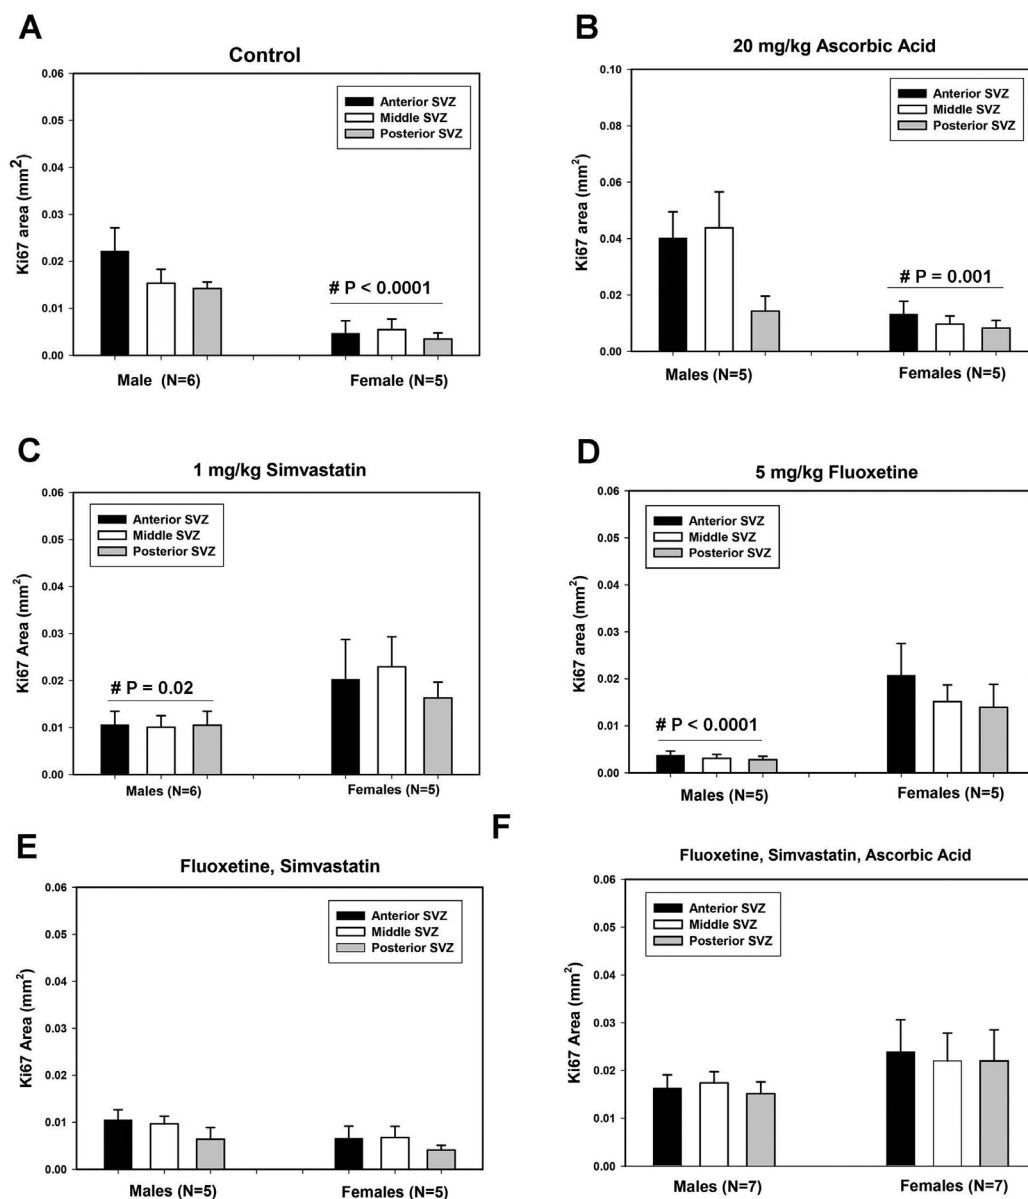 A
Control
0.06
0.05
0.04
0.03
0.02
0.01
0.00
Ki67 area (mm2)
Anterior SVZ
Middle SVZ
Posterior SVZ
# P < 0.0001
Male (N=6)
Female (N=5)
B
20 mg/kg Ascorbic Acid
0.10
0.08
0.06
0.04
0.02
0.00
Ki67 area (mm2)
Anterior SVZ
Middle SVZ
Posterior SVZ
# P = 0.001
Males (N=5)
Females (N=5)
C
1 mg/kg Simvastatin
0.06
0.05
0.04
0.03
0.02
0.01
0.00
Ki67 Area (mm2)
Anterior SVZ
Middle SVZ
Posterior SVZ
# P = 0.02
Males (N=6)
Females (N=5)
D
5 mg/kg Fluoxetine
0.06
0.05
0.04
0.03
0.02
0.01
0.00
Ki67 area (mm2)
Anterior SVZ
Middle SVZ
Posterior SVZ
# P < 0.0001
Males (N=5)
Females (N=5)
E
Fluoxetine, Simvastatin
0.06
0.05
0.04
0.03
0.02
0.01
0.00
Ki67 Area (mm2)
Anterior SVZ
Middle SVZ
Posterior SVZ
Males (N=5)
Females (N=5)
F
Fluoxetine, Simvastatin, Ascorbic Acid
0.06
0.05
0.04
0.03
0.02
0.01
0.00
Ki67 Area (mm2)
Anterior SVZ
Middle SVZ
Posterior SVZ
Males (N=7)
Females (N=7)